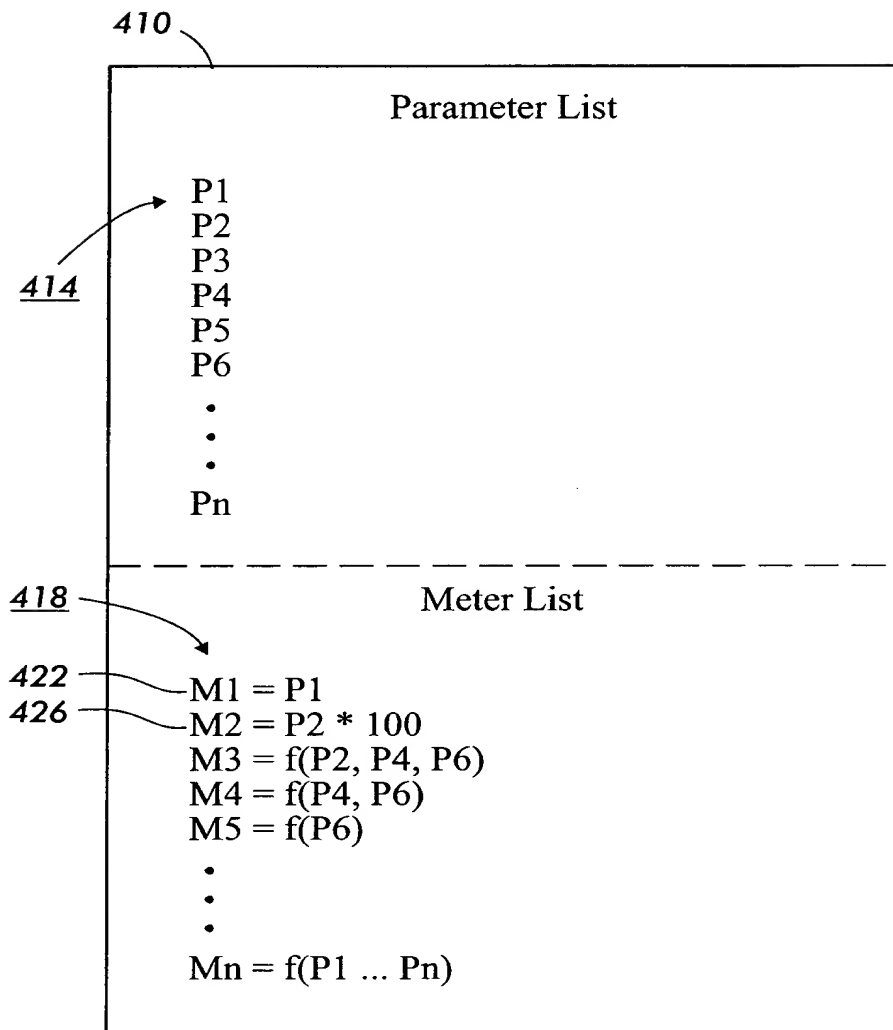 410
Parameter List
P1
P2
P3
414
P4
P5
P6
Pn
418
Meter List
422
M1 = P1
426
M2 = P2 * 100
M3 = f(P2, P4, P6)
M4 = f(P4, P6)
M5 = f(P6)
Mn = f(P1 ... Pn)